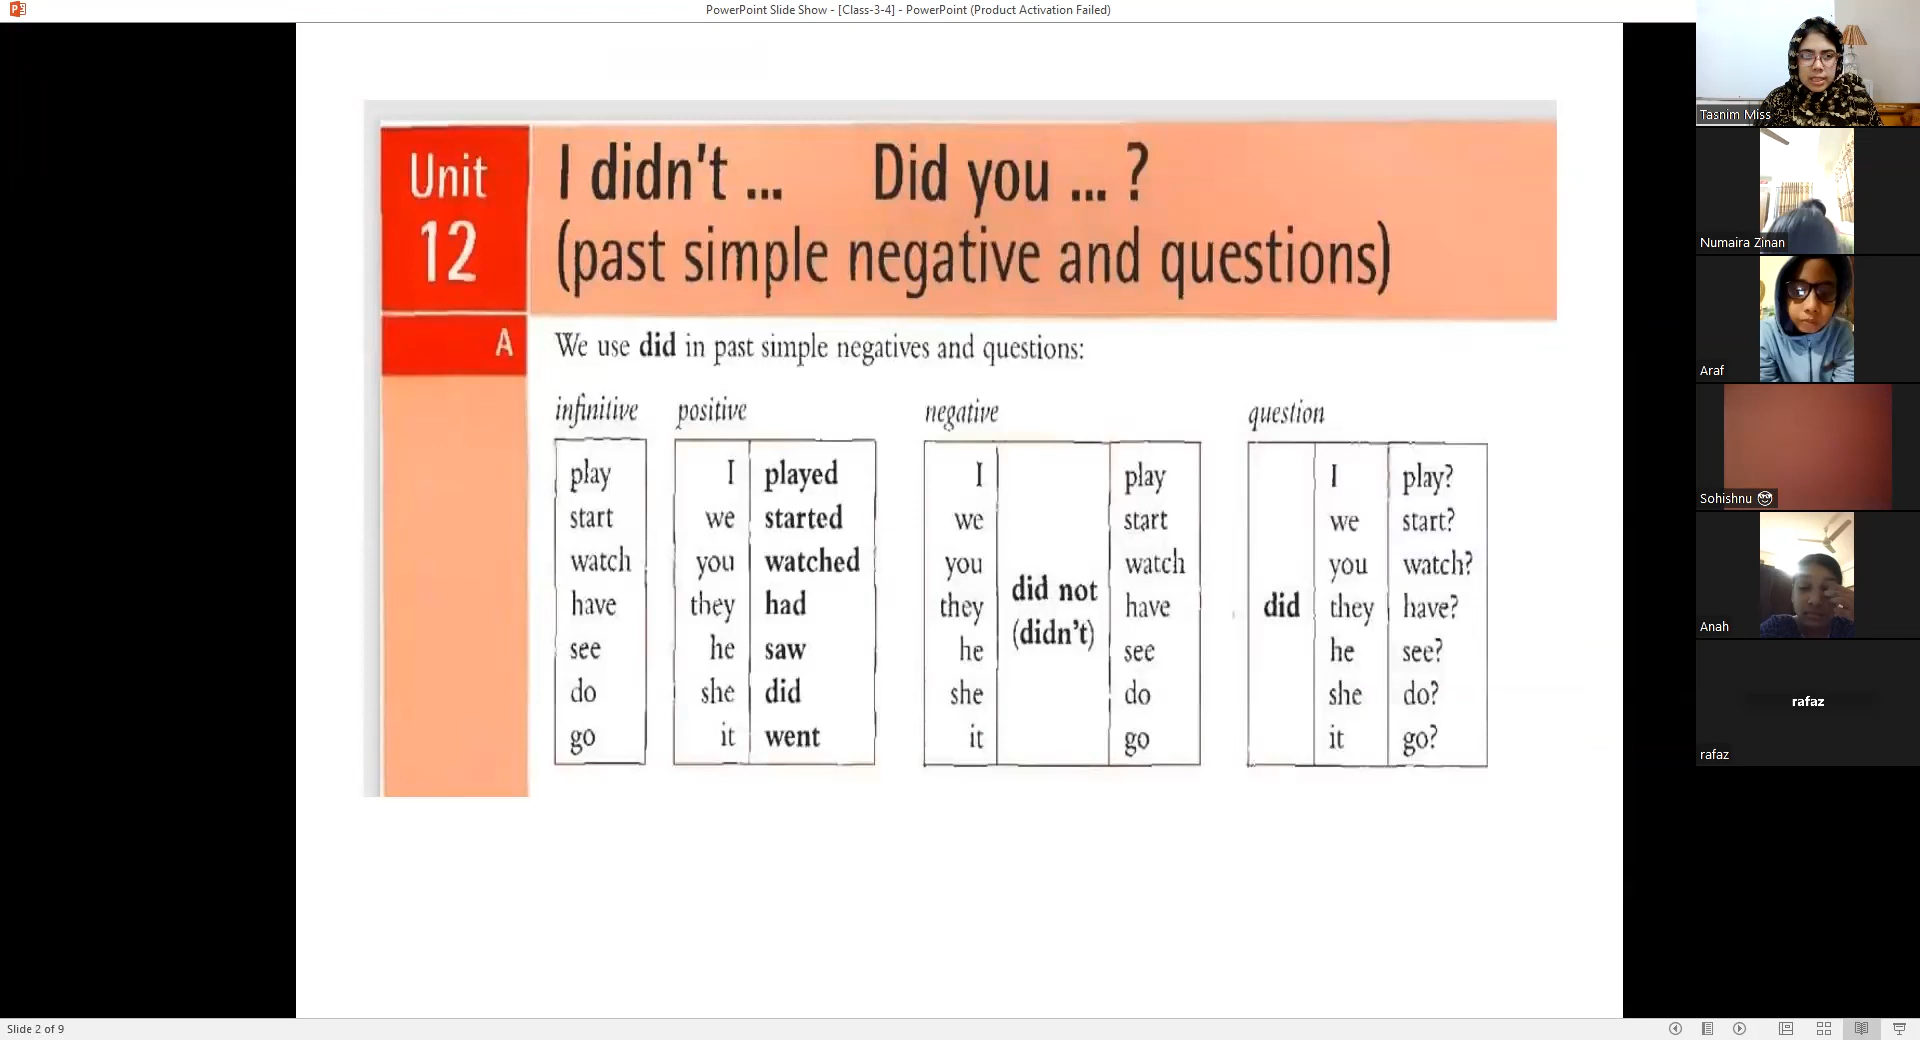 PowerPoint Slide Show - [Class-3-4] - PowerPoint (Product Activation Failed)
Unit
12
I didn't ... Did you ... ?
(past simple negative and questions)
A
We use did in past simple negatives and questions:
infinitive positive negative question
play I played I play I play?
start we started we start we start?
watch you watched you watch you watch?
have they had they did not have did they have?
see he saw he (didn't) see he see?
do she did she do she do?
go it went it go it go?
Tasnim Miss
Numaira Zinan
Araf
Sohishnu 😎
Anah
rafaz
rafaz
Slide 2 of 9